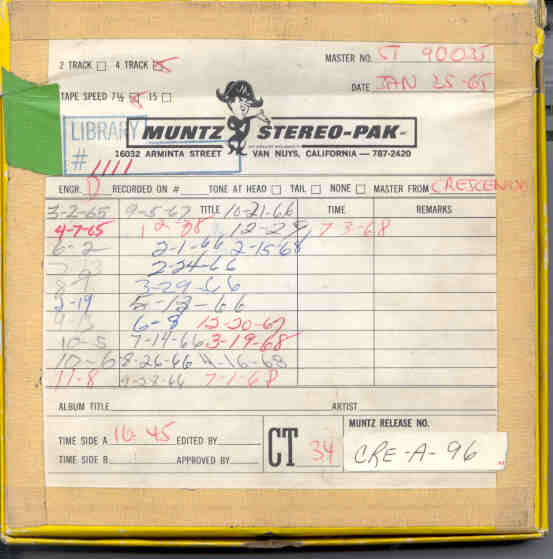 2 TRACK ☐ 4 TRACK ☒ MASTER NO. ST 90035
DATE JAN 25-65
TAPE SPEED 7½ ☒ 15 ☐
LIBRARY
# 1111
MUNTZ STEREO-PAK
16032 ARMINTA STREET VAN NUYS, CALIFORNIA — 787-2420
ENGR. D RECORDED ON # TONE AT HEAD ☐ TAIL ☐ NONE ☐ MASTER FROM CRESCENDO
TITLE TIME REMARKS
3-2-65 9-5-67 10-21-66
4-7-65 12-29 7-3-68
6-2 2-1-66 2-15-68
2-24-66
8-9 3-29-66
2-19 5-13-66
6-8 12-20-67
10-5 7-14-66 3-19-68
10-6 8-26-66 4-16-68
11-8 9-29-66 7-1-68
ALBUM TITLE ARTIST
TIME SIDE A 16:45 EDITED BY CT 34 MUNTZ RELEASE NO.
TIME SIDE B APPROVED BY CRE-A-96